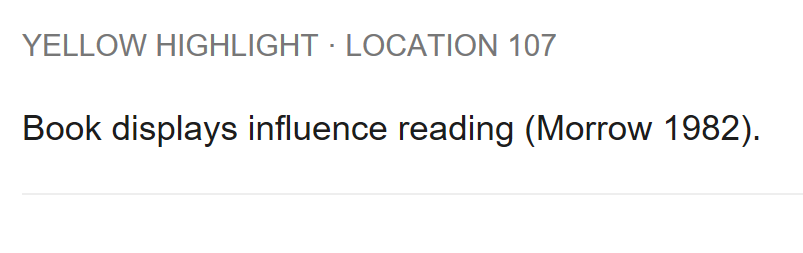 YELLOW HIGHLIGHT · LOCATION 107
Book displays influence reading (Morrow 1982).